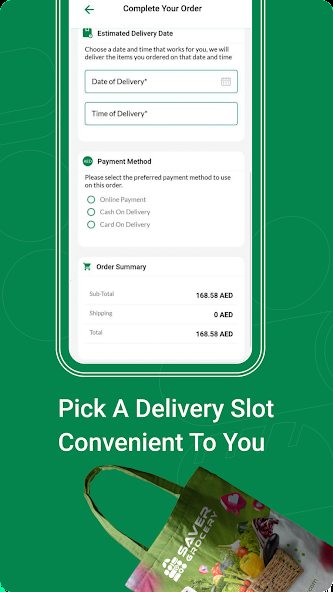 Complete Your Order
Estimated Delivery Date
Choose a date and time that works for you, we will
deliver the items you ordered on that date and time
Date of Delivery*
Time of Delivery*
AED
Payment Method
Please select the preferred payment method to use
on this order.
Online Payment
Cash On Delivery
Card On Delivery
Order Summary
Sub-Total 168.58 AED
Shipping 0 AED
Total 168.58 AED
Pick A Delivery Slot
Convenient To You
SAVER
GROCERY